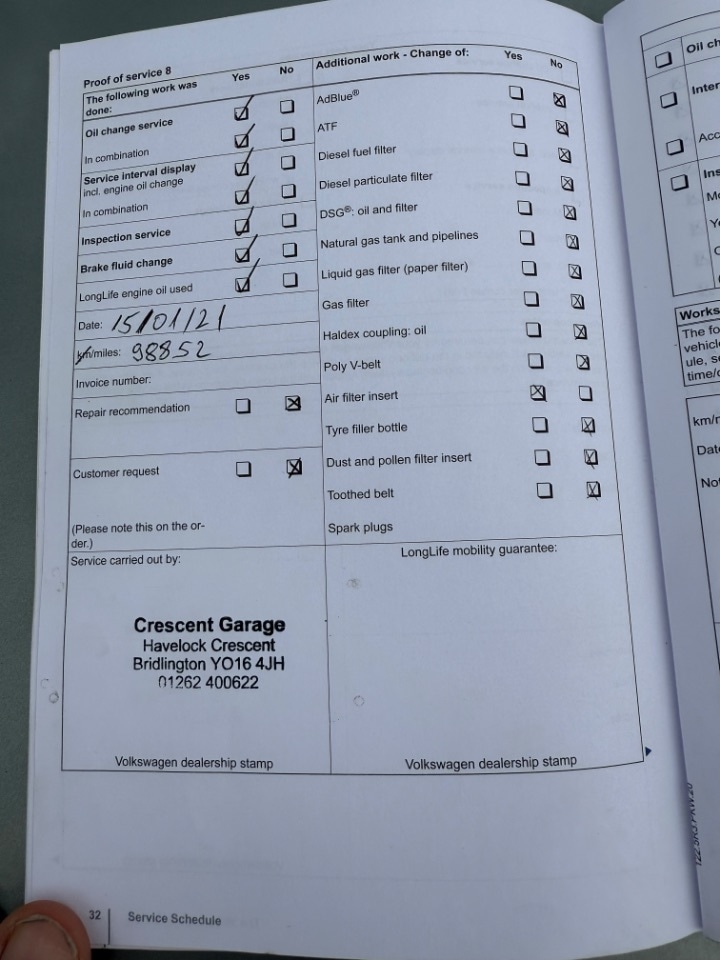 Proof of service 8
Yes
No
The following work was
done:
Oil change service
In combination
Service interval display
incl. engine oil change
In combination
Inspection service
Brake fluid change
LongLife engine oil used
Date: 15/01/21
km/miles: 98852
Invoice number:
Repair recommendation
Customer request
(Please note this on the or-
der.)
Service carried out by:
Crescent Garage
Havelock Crescent
Bridlington YO16 4JH
01262 400622
Volkswagen dealership stamp
Additional work - Change of:
Yes
No
AdBlue®
ATF
Diesel fuel filter
Diesel particulate filter
DSG®: oil and filter
Natural gas tank and pipelines
Liquid gas filter (paper filter)
Gas filter
Haldex coupling: oil
Poly V-belt
Air filter insert
Tyre filler bottle
Dust and pollen filter insert
Toothed belt
Spark plugs
LongLife mobility guarantee:
Volkswagen dealership stamp
32
Service Schedule
Oil ch
Inter
Acc
Ins
Mo
Works
The fo
vehicle
ule, s
time/
km/
Dat
No